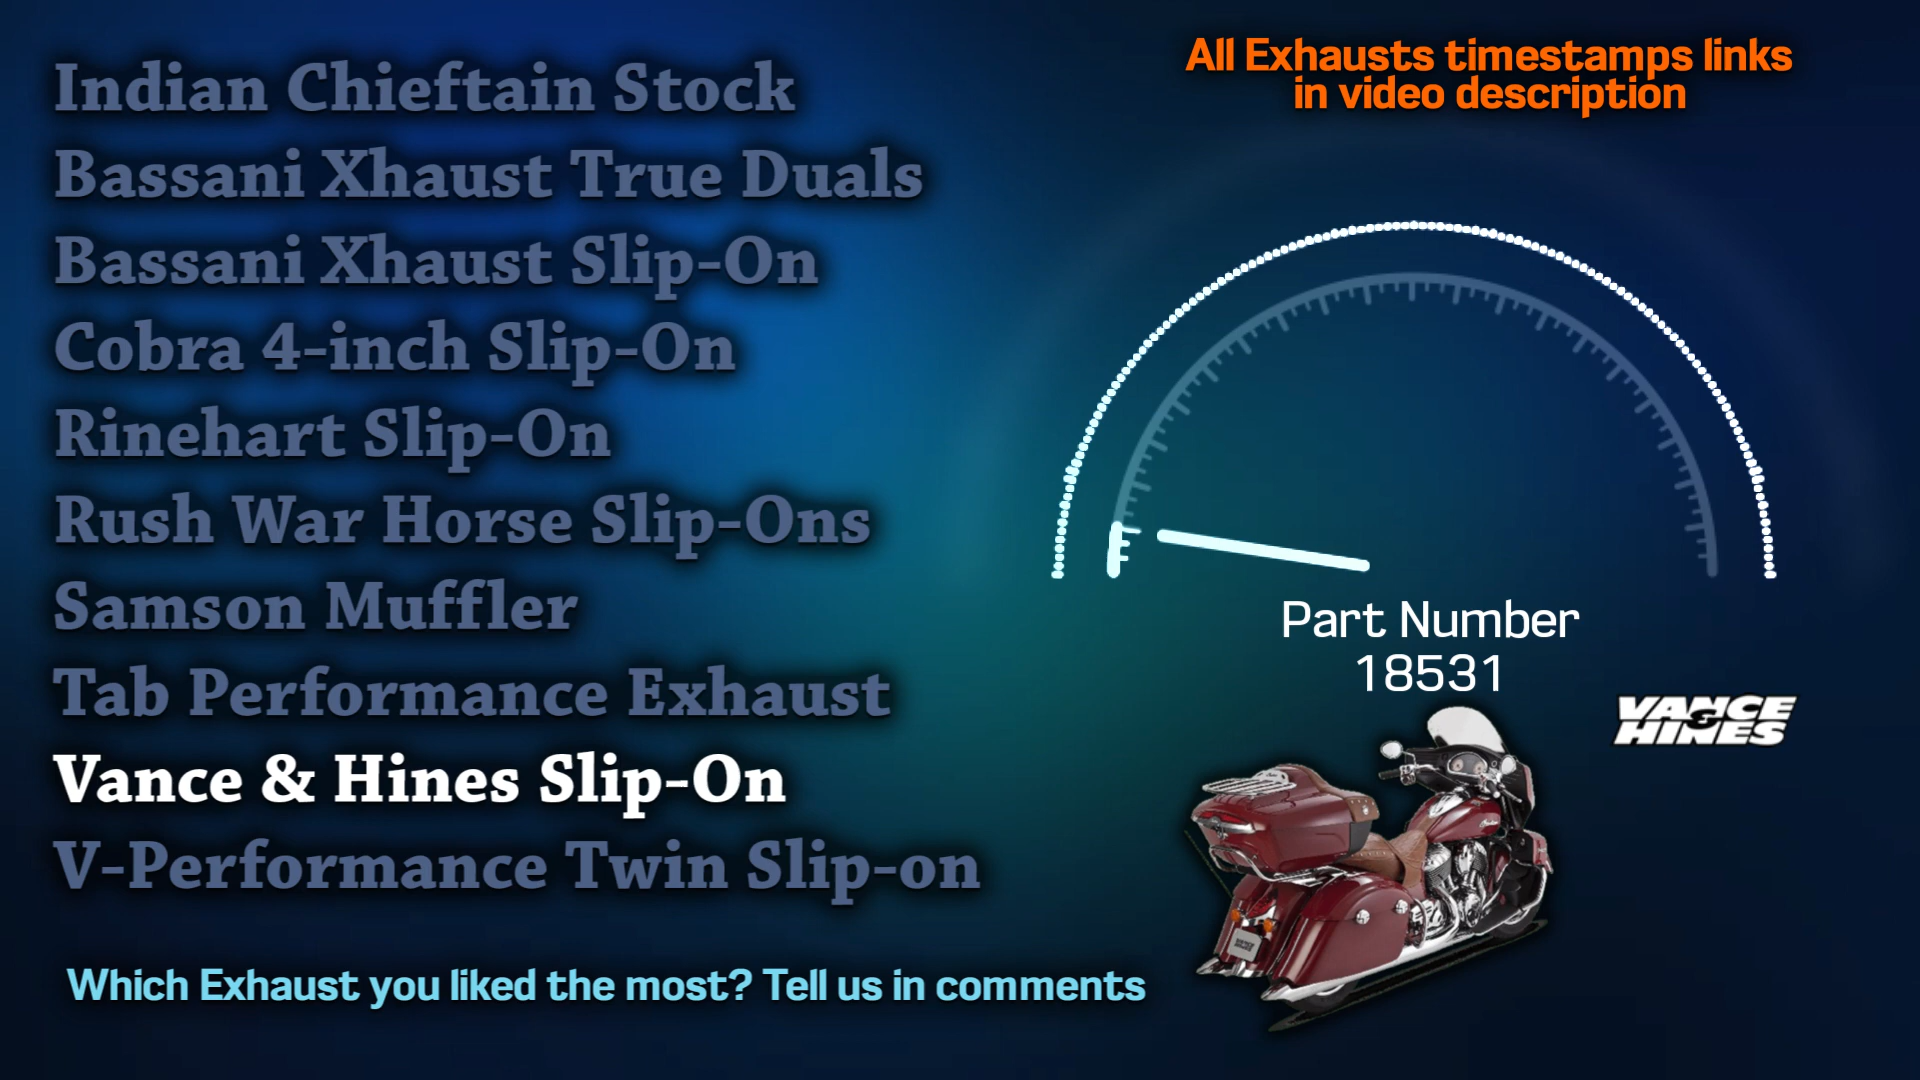 Indian Chieftain Stock
Bassani Xhaust True Duals
Bassani Xhaust Slip-On
Cobra 4-inch Slip-On
Rinehart Slip-On
Rush War Horse Slip-Ons
Samson Muffler
Tab Performance Exhaust
Vance & Hines Slip-On
V-Performance Twin Slip-on
Which Exhaust you liked the most? Tell us in comments
All Exhausts timestamps links
in video description
Part Number
18531
VANCE
&
HINES